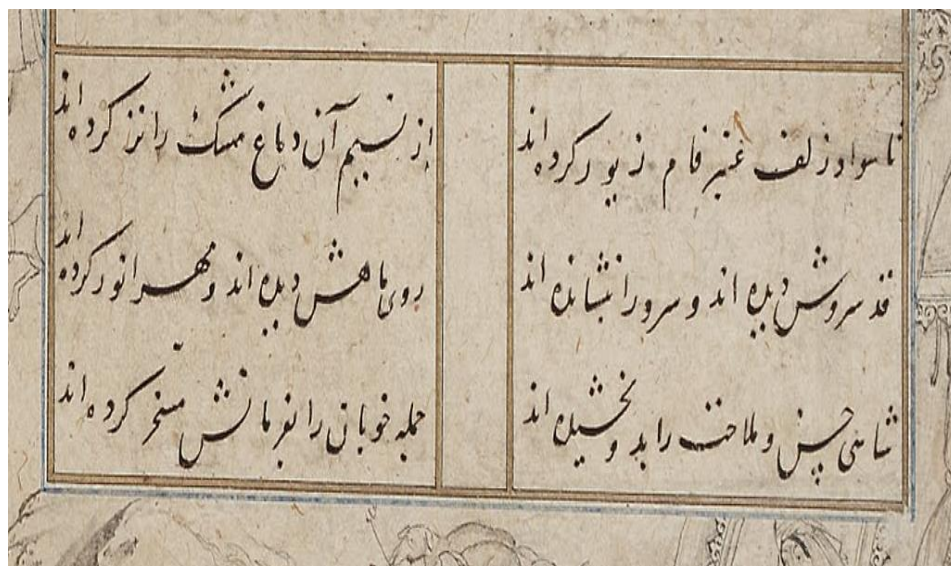 تا سواد زلف عنبر فام زیور کرده اند
از نسیم آن دماغ مشک را تر کرده اند
قد سروش دیده اند و سرو را نشانده اند
روی ماهش دیده اند و مهر انور کرده اند
شاهی حسن و ملاحت را بدو بخشیده اند
جمله خوبان را بفرمانش مسخر کرده اند